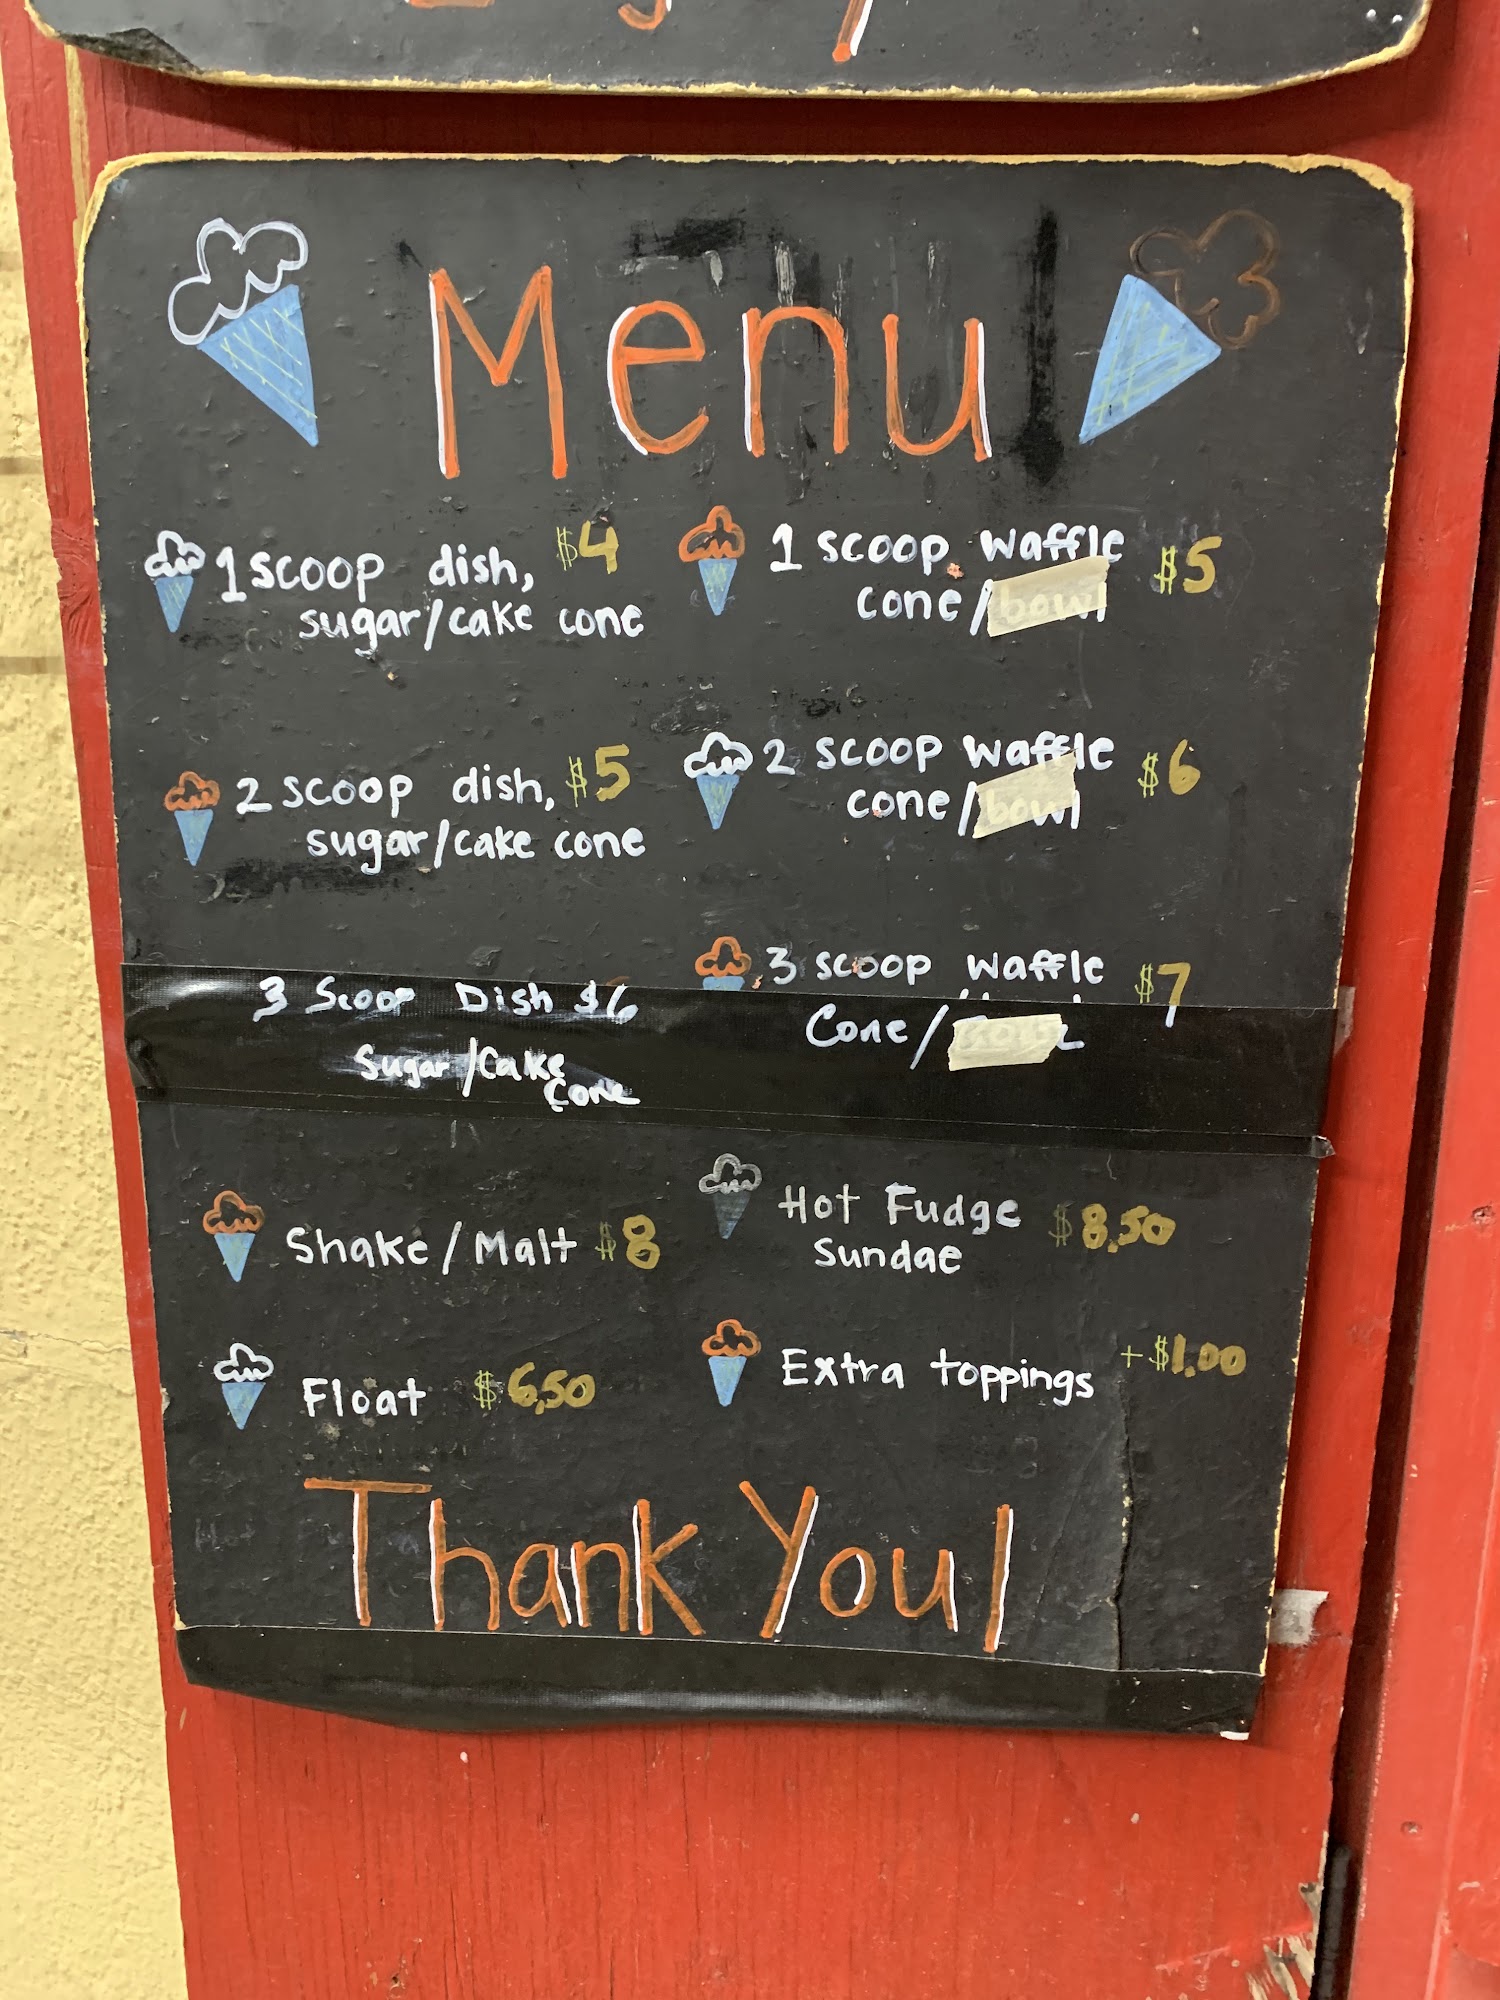 Menu
1 scoop dish, $4
sugar/cake cone
1 scoop waffle $5
cone/bowl
2 scoop dish, $5
sugar/cake cone
2 scoop waffle $6
cone/bowl
3 Scoop Dish $6
Sugar/Cake
Cone
3 scoop waffle $7
Cone/
Shake/Malt $8
Hot Fudge $8.50
Sundae
Float $6.50
Extra toppings +$1.00
Thank You!